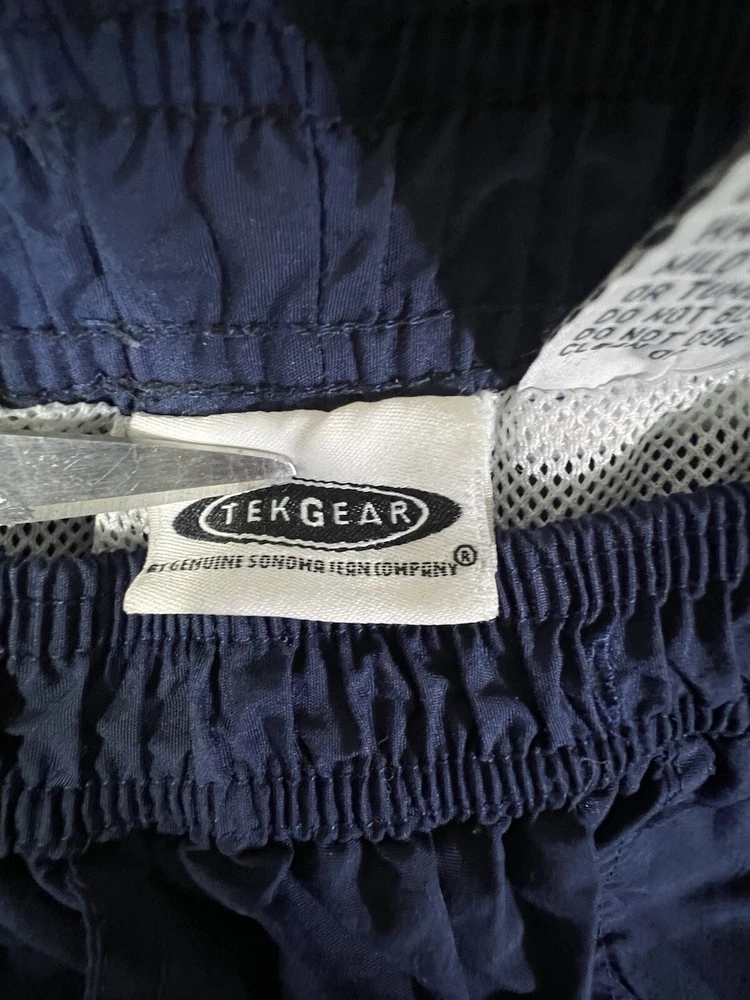 MILD
OR TUM
DO NOT B
DO NOT
TEKGEAR
BY GENUINE SONOMA JEAN COMPANY®